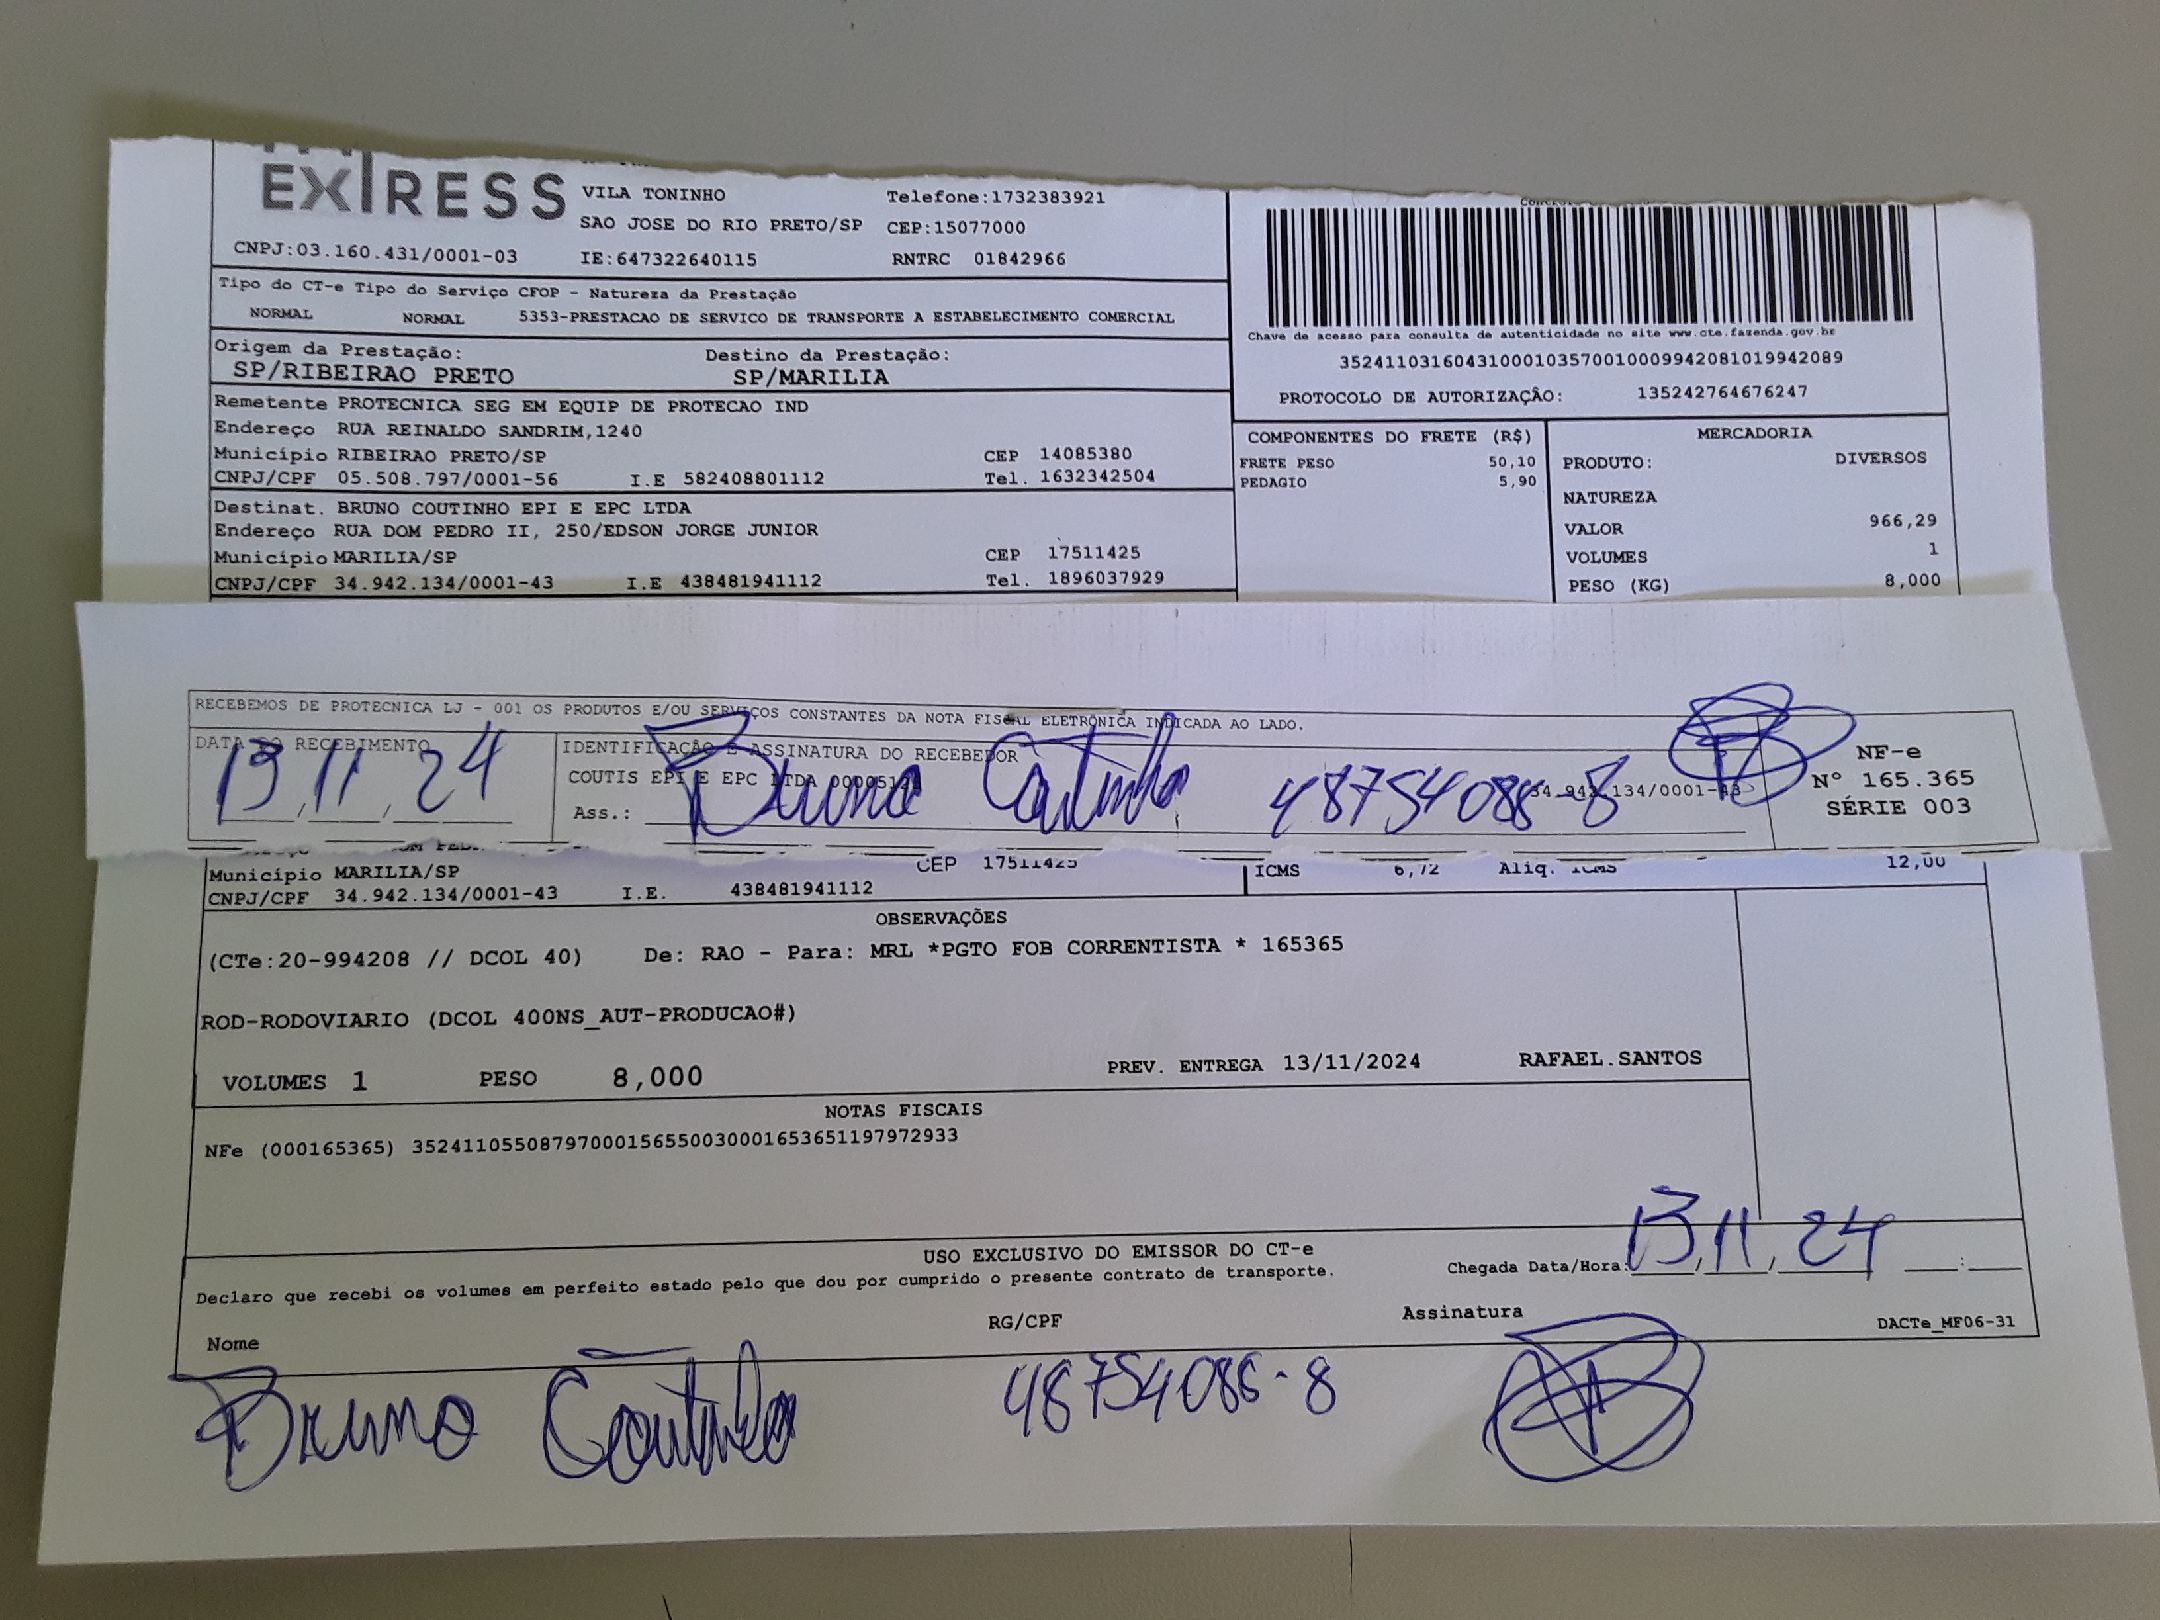 EXPRESS
VILA TONINHO Telefone:1732383921
SAO JOSE DO RIO PRETO/SP CEP:15077000
CNPJ:03.160.431/0001-03 IE:647322640115 RNTRC 01842966
Tipo do CT-e Tipo do Serviço CFOP - Natureza da Prestação
NORMAL NORMAL 5353-PRESTACAO DE SERVICO DE TRANSPORTE A ESTABELECIMENTO COMERCIAL
Origem da Prestação: Destino da Prestação:
SP/RIBEIRAO PRETO SP/MARILIA
Remetente PROTECNICA SEG EM EQUIP DE PROTECAO IND
Endereço RUA REINALDO SANDRIM,1240
Município RIBEIRAO PRETO/SP CEP 14085380
CNPJ/CPF 05.508.797/0001-56 I.E 582408801112 Tel. 1632342504
Destinat. BRUNO COUTINHO EPI E EPC LTDA
Endereço RUA DOM PEDRO II, 250/EDSON JORGE JUNIOR
Município MARILIA/SP CEP 17511425
CNPJ/CPF 34.942.134/0001-43 I.E 438481941112 Tel. 1896037929
Chave de acesso para consulta de autenticidade no site www.cte.fazenda.gov.br
35241103160431000103570010009942081019942089
PROTOCOLO DE AUTORIZAÇÂO: 135242764676247
COMPONENTES DO FRETE (R$)
FRETE PESO 50,10
PEDAGIO 5,90
MERCADORIA
PRODUTO: DIVERSOS
NATUREZA
VALOR 966,29
VOLUMES 1
PESO (KG) 8,000
RECEBEMOS DE PROTECNICA LJ - 001 OS PRODUTOS E/OU SERVIÇOS CONSTANTES DA NOTA FISCAL ELETRÔNICA INDICADA AO LADO.
DATA DO RECEBIMENTO
13 11 24
IDENTIFICAÇÃO E ASSINATURA DO RECEBEDOR
COUTIS EPI E EPC LTDA 34.942.134/0001-43
Ass.: Bruno Coutinho
NF-e
N° 165.365
SÉRIE 003
Município MARILIA/SP CEP 17511425
CNPJ/CPF 34.942.134/0001-43 I.E. 438481941112
ICMS 6,72 Aliq. ICMS 12,00
OBSERVAÇÕES
(CTe:20-994208 // DCOL 40) De: RAO - Para: MRL *PGTO FOB CORRENTISTA * 165365
ROD-RODOVIARIO (DCOL 400NS_AUT-PRODUCAO#)
VOLUMES 1 PESO 8,000 PREV. ENTREGA 13/11/2024 RAFAEL.SANTOS
NOTAS FISCAIS
NFe (000165365) 35241105508797000156550030001653651197972933
USO EXCLUSIVO DO EMISSOR DO CT-e
Declaro que recebi os volumes em perfeito estado pelo que dou por cumprido o presente contrato de transporte.
Chegada Data/Hora: 13 11 24
Nome RG/CPF Assinatura DACTe_MF06-31
Bruno Coutinho